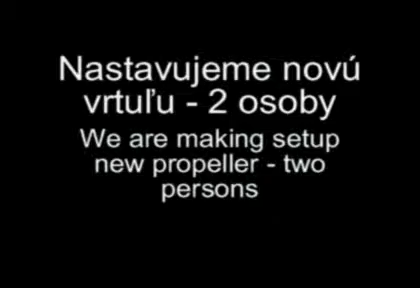 Nastavujeme novú
vrtuľu - 2 osoby
We are making setup
new propeller - two
persons